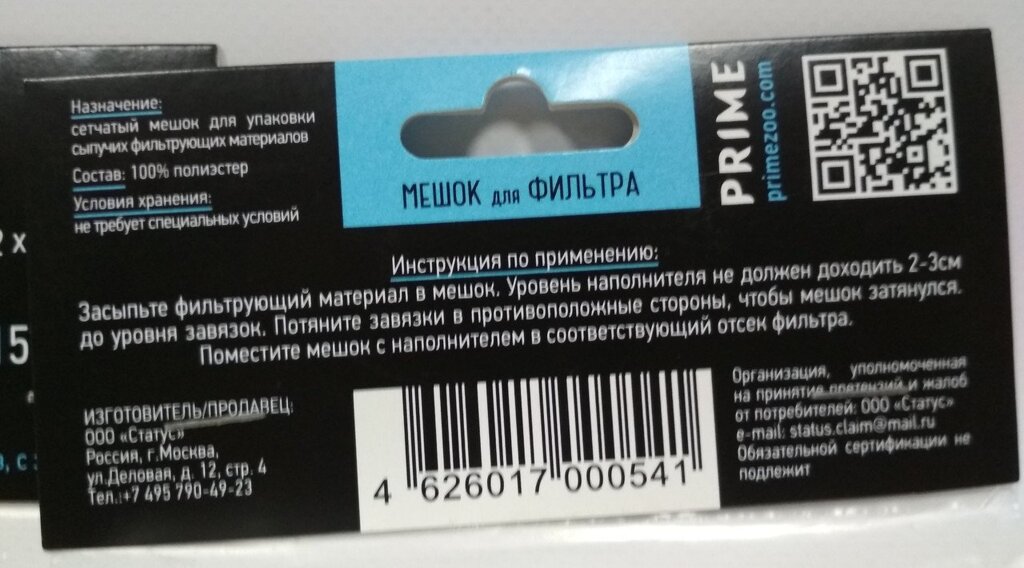 Назначение:
сетчатый мешок для упаковки
сыпучих фильтрующих материалов
Состав: 100% полиэстер
Условия хранения:
не требует специальных условий
МЕШОК для ФИЛЬТРА
PRIME
primezoo.com
Инструкция по применению:
Засыпьте фильтрующий материал в мешок. Уровень наполнителя не должен доходить 2-3см
до уровня завязок. Потяните завязки в противоположные стороны, чтобы мешок затянулся.
Поместите мешок с наполнителем в соответствующий отсек фильтра.
ИЗГОТОВИТЕЛЬ/ПРОДАВЕЦ:
ООО «Статус»
Россия, г.Москва,
ул.Деловая, д. 12, стр. 4
Тел.:+7 495 790-49-23
4 626017 000541
Организация, уполномоченная
на принятие претензий и жалоб
от потребителей: ООО «Статус»
e-mail: status.claim@mail.ru
Обязательной сертификации не
подлежит
2 x
15